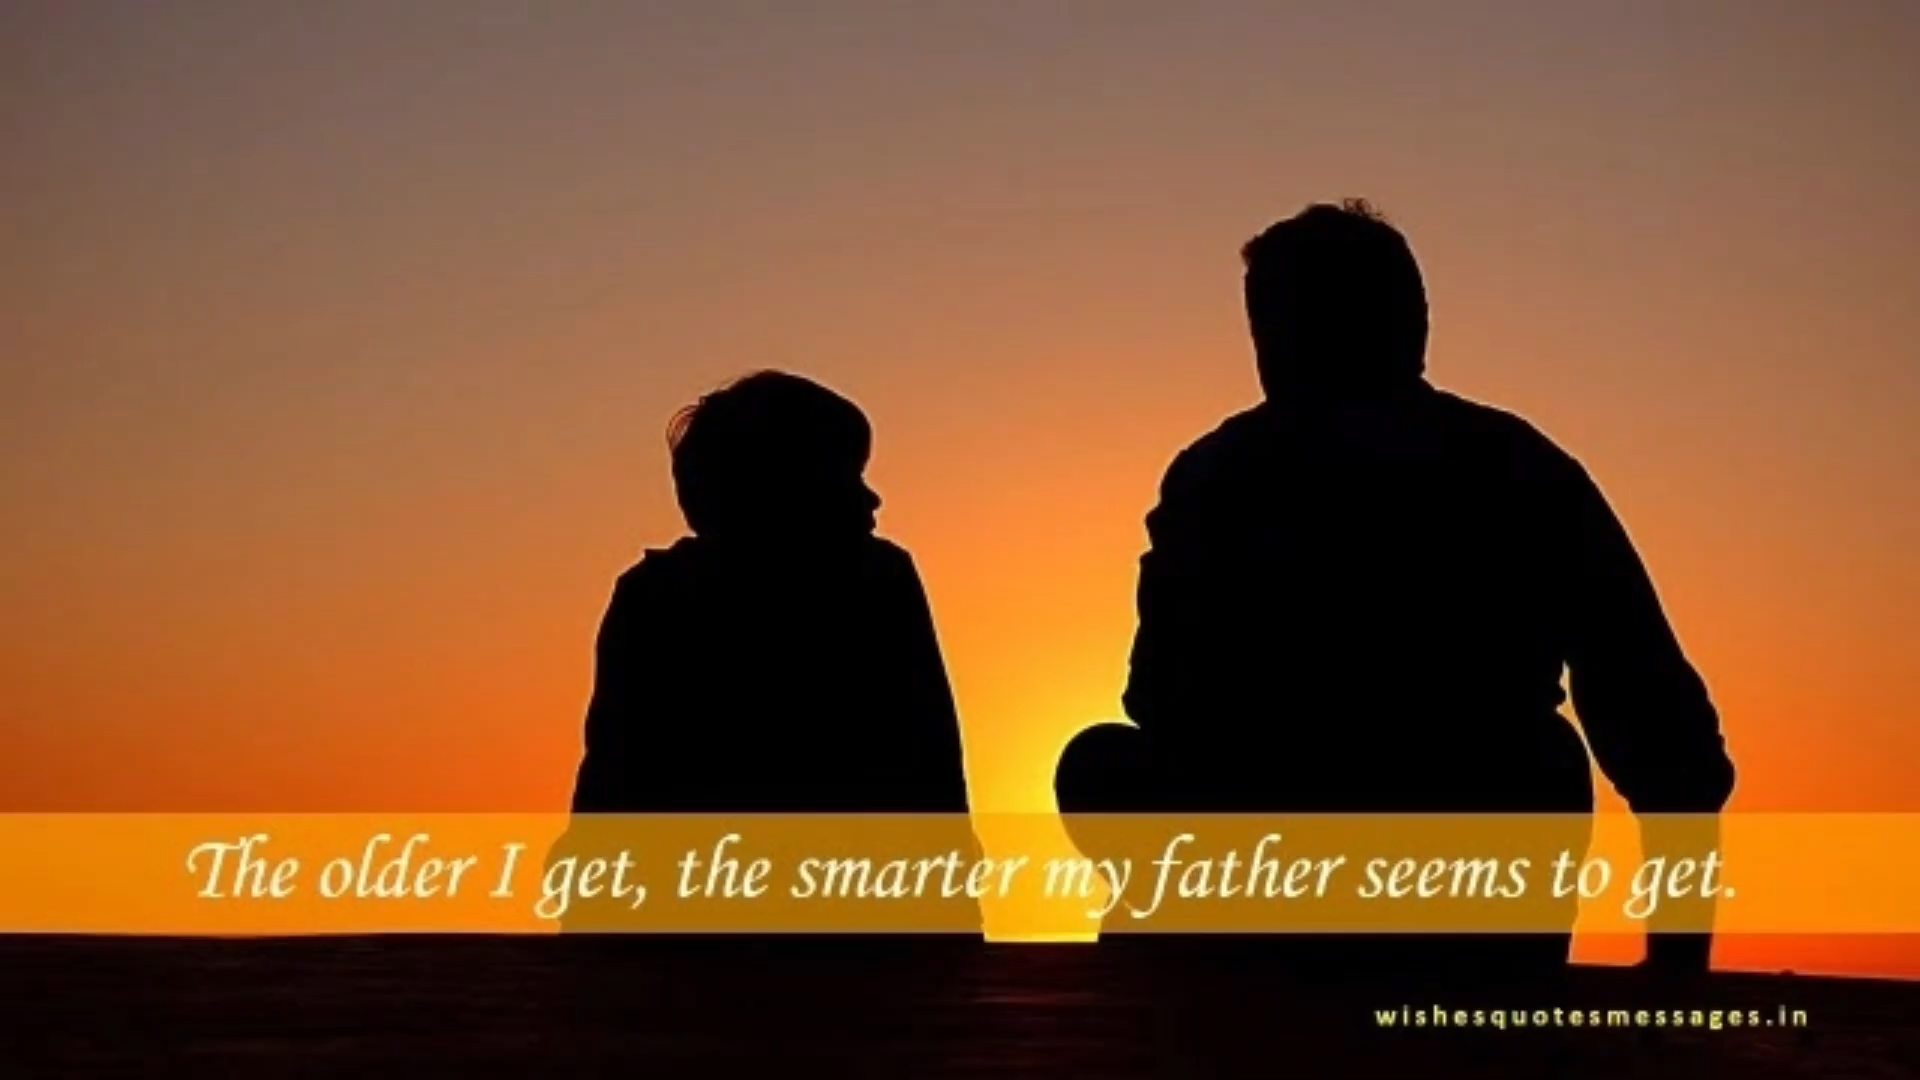 The older I get, the smarter my father seems to get.
wishesquotesmessages.in